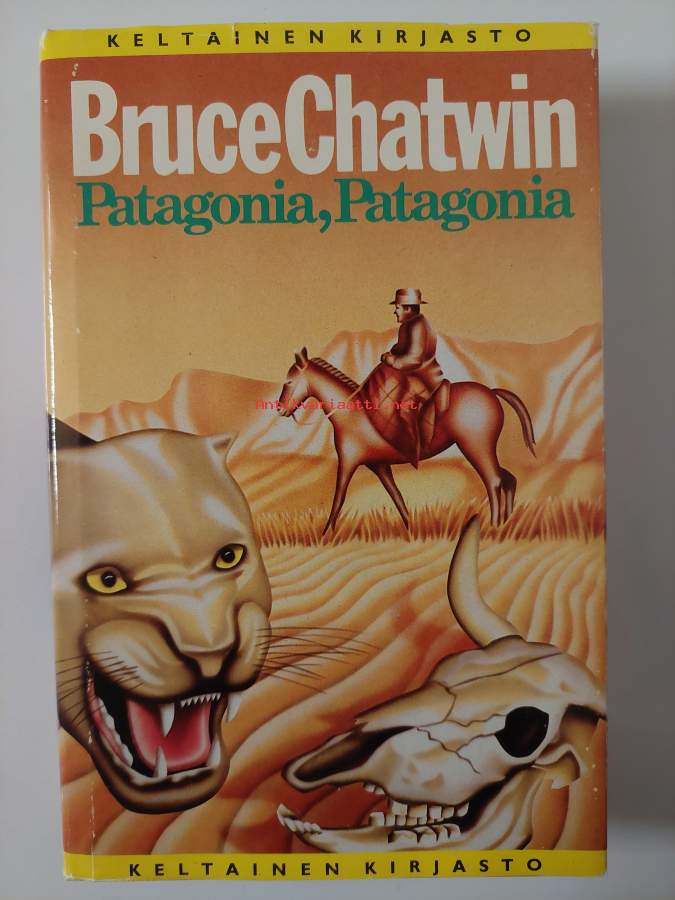 KELTAINEN KIRJASTO
BruceChatwin
Patagonia, Patagonia
Antikvariaatti.net
KELTAINEN KIRJASTO